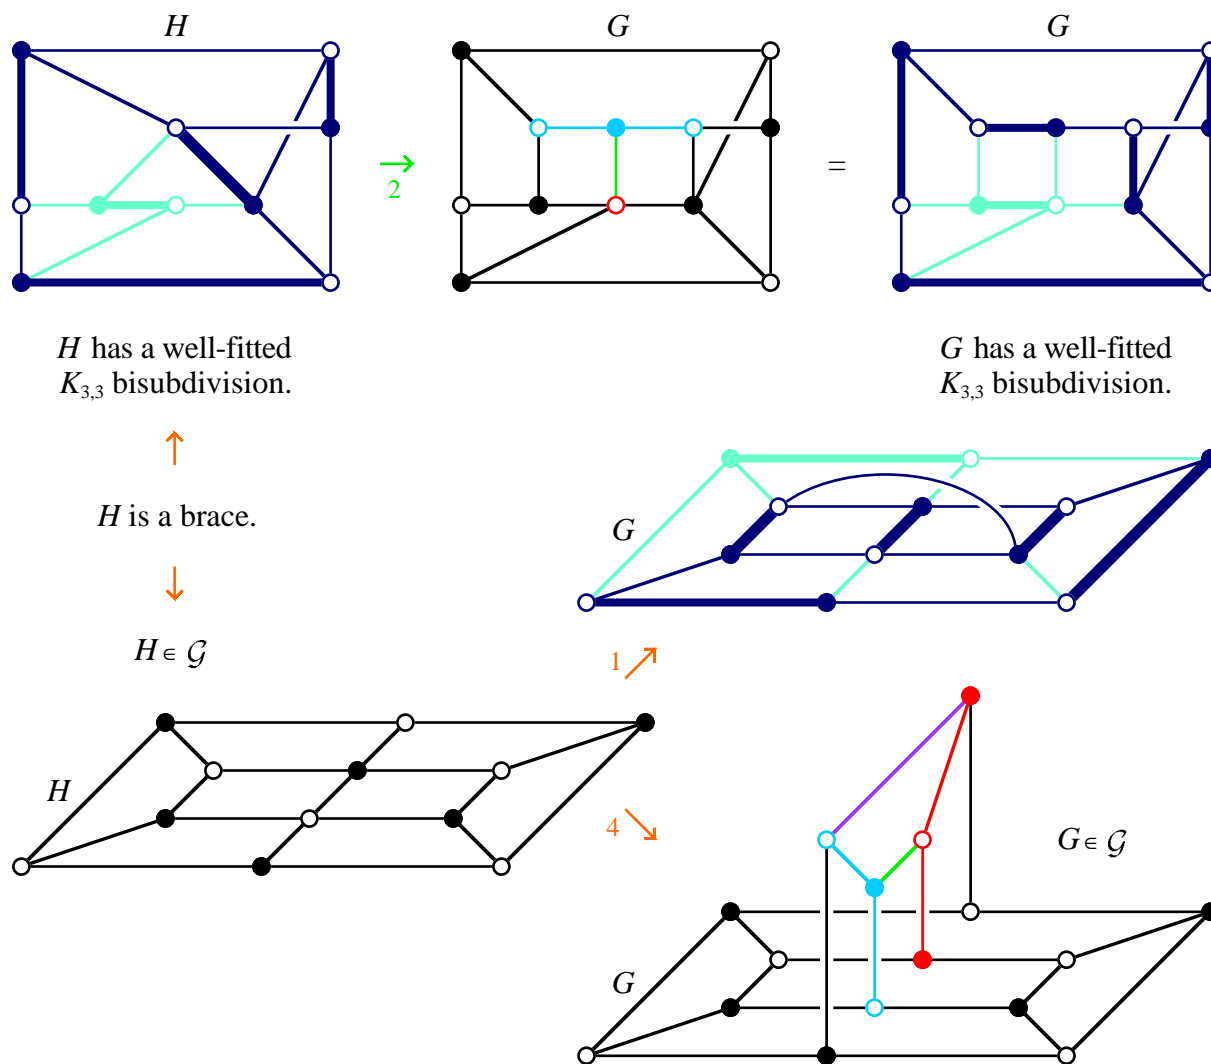 H
G
G
2
=
H has a well-fitted
K3,3 bisubdivision.
G has a well-fitted
K3,3 bisubdivision.
H is a brace.
G
H ∈ 𝒢
1
H
4
G ∈ 𝒢
G